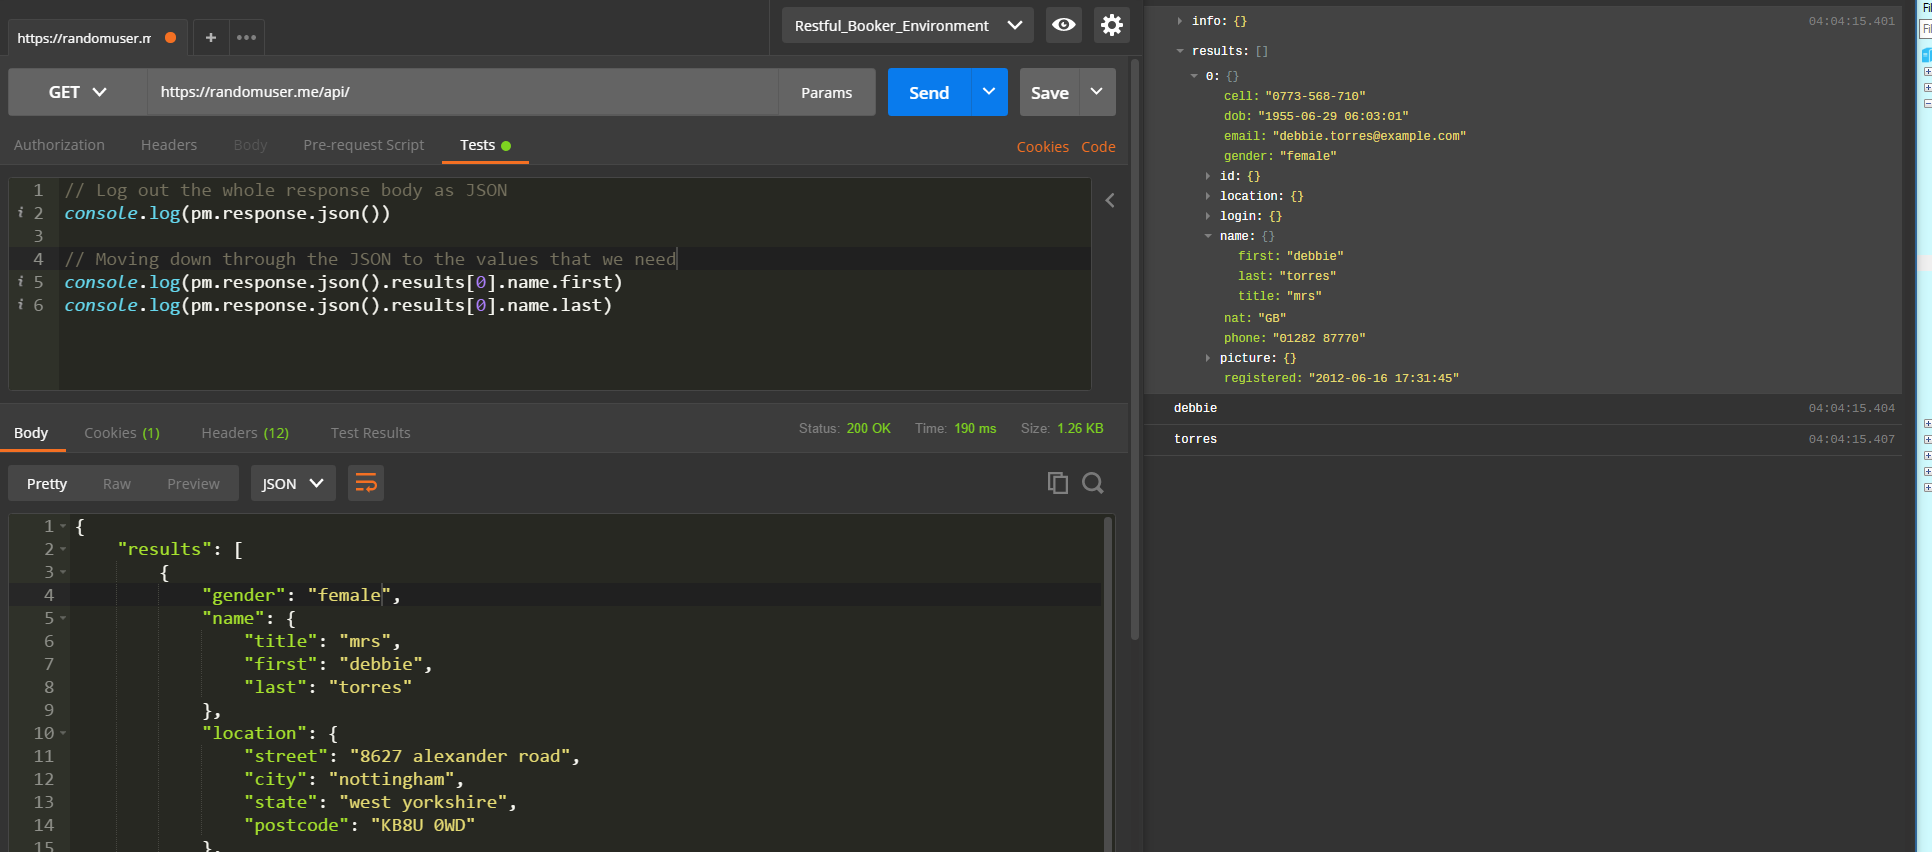 https://randomuser.m
+
Restful_Booker_Environment
GET
https://randomuser.me/api/
Params
Send
Save
Authorization
Headers
Body
Pre-request Script
Tests
Cookies
Code
1 // Log out the whole response body as JSON
i 2 console.log(pm.response.json())
3
4 // Moving down through the JSON to the values that we need
i 5 console.log(pm.response.json().results[0].name.first)
i 6 console.log(pm.response.json().results[0].name.last)
Body
Cookies (1)
Headers (12)
Test Results
Status: 200 OK
Time: 190 ms
Size: 1.26 KB
Pretty
Raw
Preview
JSON
1 {
2 "results": [
3 {
4 "gender": "female",
5 "name": {
6 "title": "mrs",
7 "first": "debbie",
8 "last": "torres"
9 },
10 "location": {
11 "street": "8627 alexander road",
12 "city": "nottingham",
13 "state": "west yorkshire",
14 "postcode": "KB8U 0WD"
15 },
info: {} 04:04:15.401
results: []
0: {}
cell: "0773-568-710"
dob: "1955-06-29 06:03:01"
email: "debbie.torres@example.com"
gender: "female"
id: {}
location: {}
login: {}
name: {}
first: "debbie"
last: "torres"
title: "mrs"
nat: "GB"
phone: "01282 87770"
picture: {}
registered: "2012-06-16 17:31:45"
debbie 04:04:15.404
torres 04:04:15.407